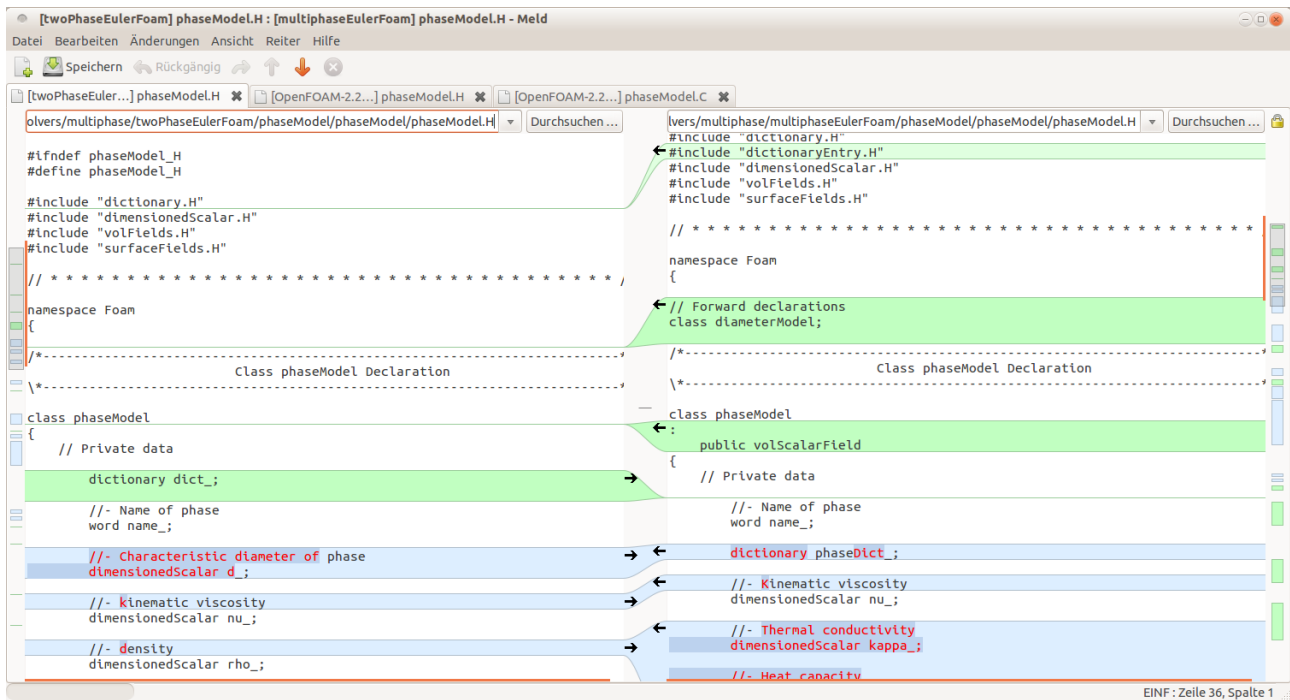 [twoPhaseEulerFoam] phaseModel.H : [multiphaseEulerFoam] phaseModel.H - Meld
Datei Bearbeiten Änderungen Ansicht Reiter Hilfe
Speichern Rückgängig
[twoPhaseEuler...] phaseModel.H [OpenFOAM-2.2...] phaseModel.H [OpenFOAM-2.2...] phaseModel.C
olvers/multiphase/twoPhaseEulerFoam/phaseModel/phaseModel/phaseModel.H Durchsuchen ...
#ifndef phaseModel_H
#define phaseModel_H
#include "dictionary.H"
#include "dimensionedScalar.H"
#include "volFields.H"
#include "surfaceFields.H"
// * * * * * * * * * * * * * * * * * * * * * * * * * * * * * * * * * * * * * /
namespace Foam
{
/*---------------------------------------------------------------------------*
Class phaseModel Declaration
\*---------------------------------------------------------------------------*
class phaseModel
{
// Private data
dictionary dict_;
//- Name of phase
word name_;
//- Characteristic diameter of phase
dimensionedScalar d_;
//- kinematic viscosity
dimensionedScalar nu_;
//- density
dimensionedScalar rho_;
lvers/multiphase/multiphaseEulerFoam/phaseModel/phaseModel/phaseModel.H Durchsuchen ...
#include "dictionary.H"
#include "dictionaryEntry.H"
#include "dimensionedScalar.H"
#include "volFields.H"
#include "surfaceFields.H"
// * * * * * * * * * * * * * * * * * * * * * * * * * * * * * * * * * * * * * /
namespace Foam
{
// Forward declarations
class diameterModel;
/*---------------------------------------------------------------------------*
Class phaseModel Declaration
\*---------------------------------------------------------------------------*
class phaseModel
:
public volScalarField
{
// Private data
//- Name of phase
word name_;
dictionary phaseDict_;
//- Kinematic viscosity
dimensionedScalar nu_;
//- Thermal conductivity
dimensionedScalar kappa_;
//- Heat capacity
EINF : Zeile 36, Spalte 1